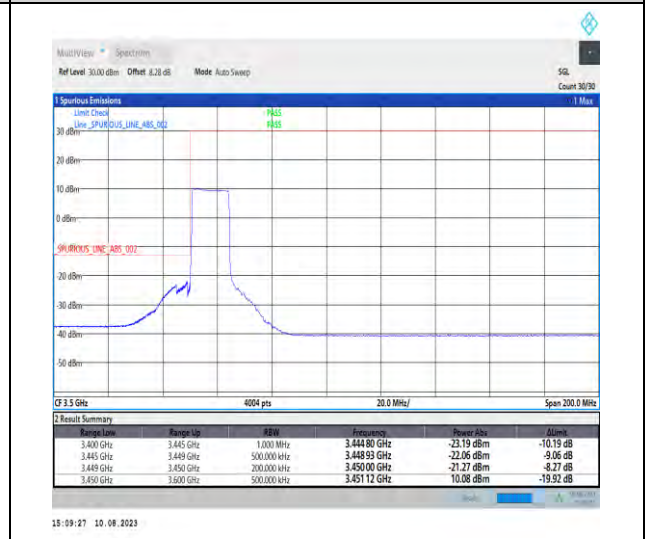 MultiView Spectrum
Ref Level 30.00 dBm Offset 8.28 dB Mode Auto Sweep SGL
Count 30/30
1 Spurious Emissions 1 Max
Limit Check PASS
Line _SPURIOUS_LINE_ABS_002 PASS
30 dBm
20 dBm
10 dBm
0 dBm
_SPURIOUS_LINE_ABS_002
-20 dBm
-30 dBm
-40 dBm
-50 dBm
CF 3.5 GHz 4004 pts 20.0 MHz/ Span 200.0 MHz
2 Result Summary
Range Low Range Up RBW Frequency Power Abs ΔLimit
3.400 GHz 3.445 GHz 1.000 MHz 3.444 80 GHz -23.19 dBm -10.19 dB
3.445 GHz 3.449 GHz 500.000 kHz 3.448 93 GHz -22.06 dBm -9.06 dB
3.449 GHz 3.450 GHz 200.000 kHz 3.450 00 GHz -21.27 dBm -8.27 dB
3.450 GHz 3.600 GHz 500.000 kHz 3.451 12 GHz 10.08 dBm -19.92 dB
15:09:27 10.08.2023